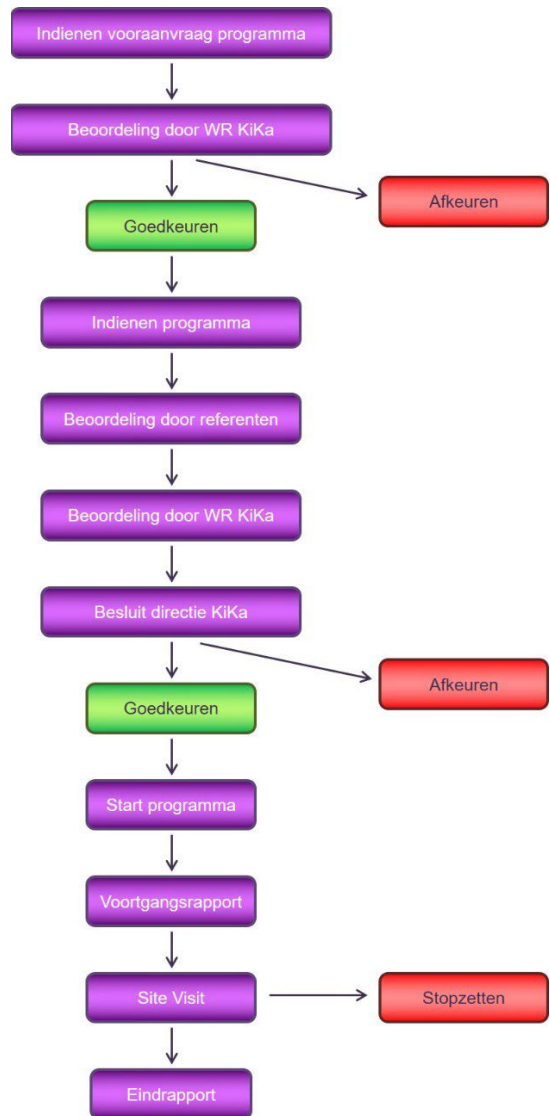 Indienen vooraanvraag programma
Beoordeling door WR KiKa
Afkeuren
Goedkeuren
Indienen programma
Beoordeling door referenten
Beoordeling door WR KiKa
Besluit directie KiKa
Afkeuren
Goedkeuren
Start programma
Voortgangsrapport
Site Visit
Stopzetten
Eindrapport